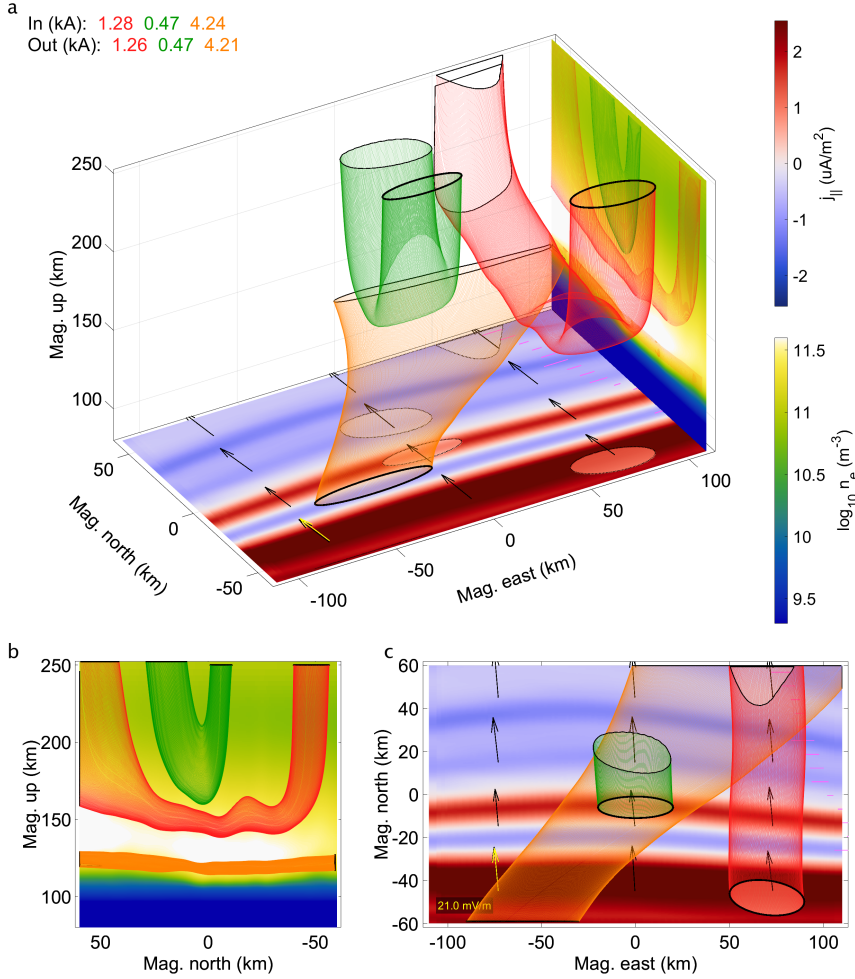 a
In (kA): 1.28 0.47 4.24
Out (kA): 1.26 0.47 4.21
250
200
150
100
Mag. up (km)
50
0
-50
Mag. north (km)
-100
-50
0
50
100
Mag. east (km)
2
1
0
-1
-2
j|| (uA/m²)
11.5
11
10.5
10
9.5
log₁₀ nₑ (m⁻³)
b
250
200
150
100
Mag. up (km)
50
0
-50
Mag. north (km)
c
60
40
20
0
-20
-40
-60
Mag. north (km)
21.0 mV/m
-100
-50
0
50
100
Mag. east (km)